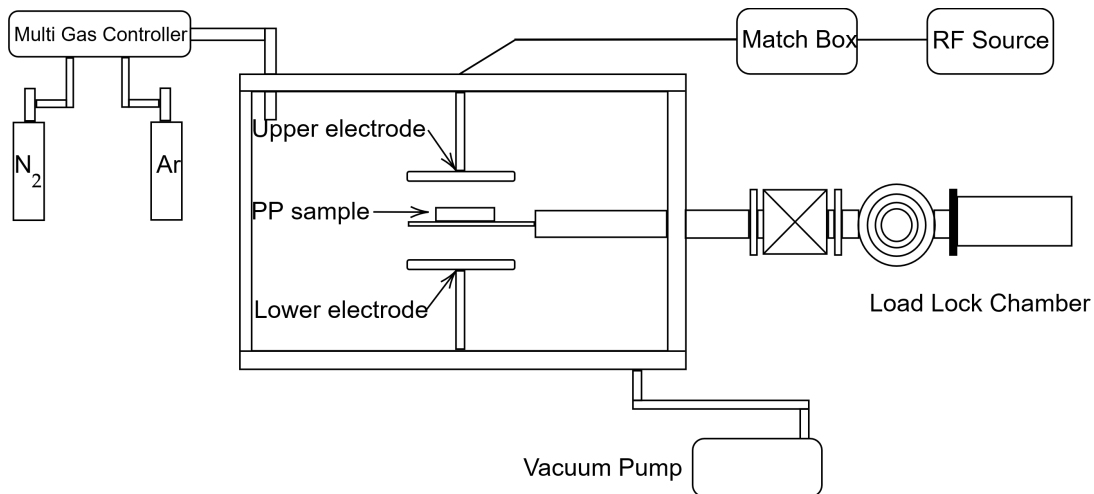 Multi Gas Controller
Match Box
RF Source
Upper electrode
N2
Ar
PP sample
Lower electrode
Load Lock Chamber
Vacuum Pump